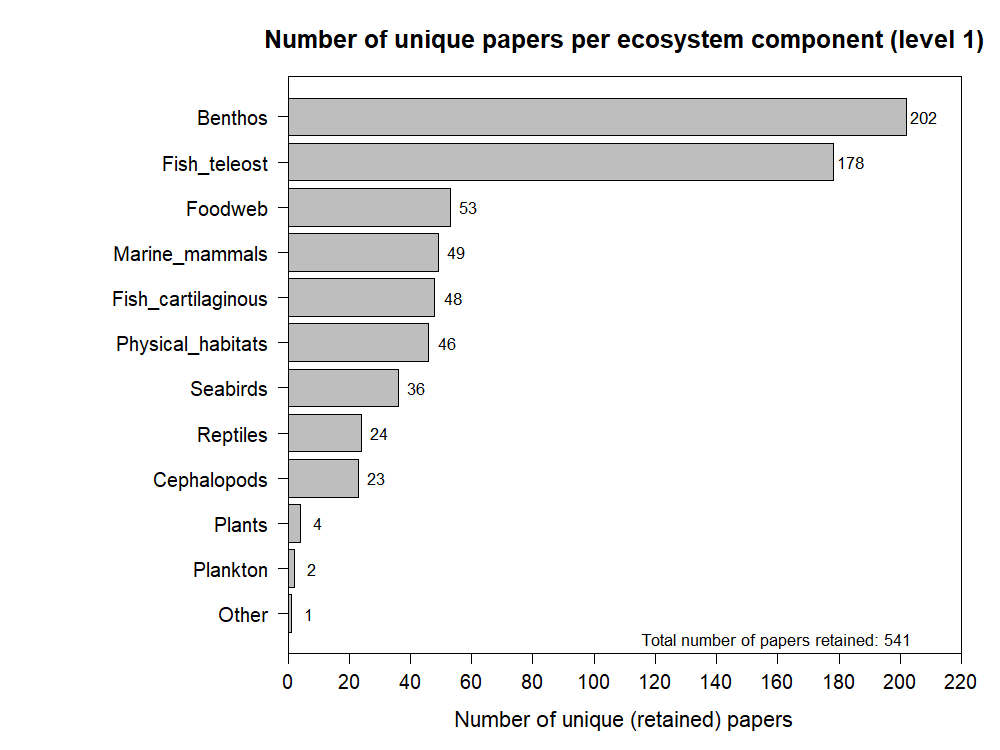 Number of unique papers per ecosystem component (level 1)
Benthos 202
Fish_teleost 178
Foodweb 53
Marine_mammals 49
Fish_cartilaginous 48
Physical_habitats 46
Seabirds 36
Reptiles 24
Cephalopods 23
Plants 4
Plankton 2
Other 1
Total number of papers retained: 541
0 20 40 60 80 100 120 140 160 180 200 220
Number of unique (retained) papers